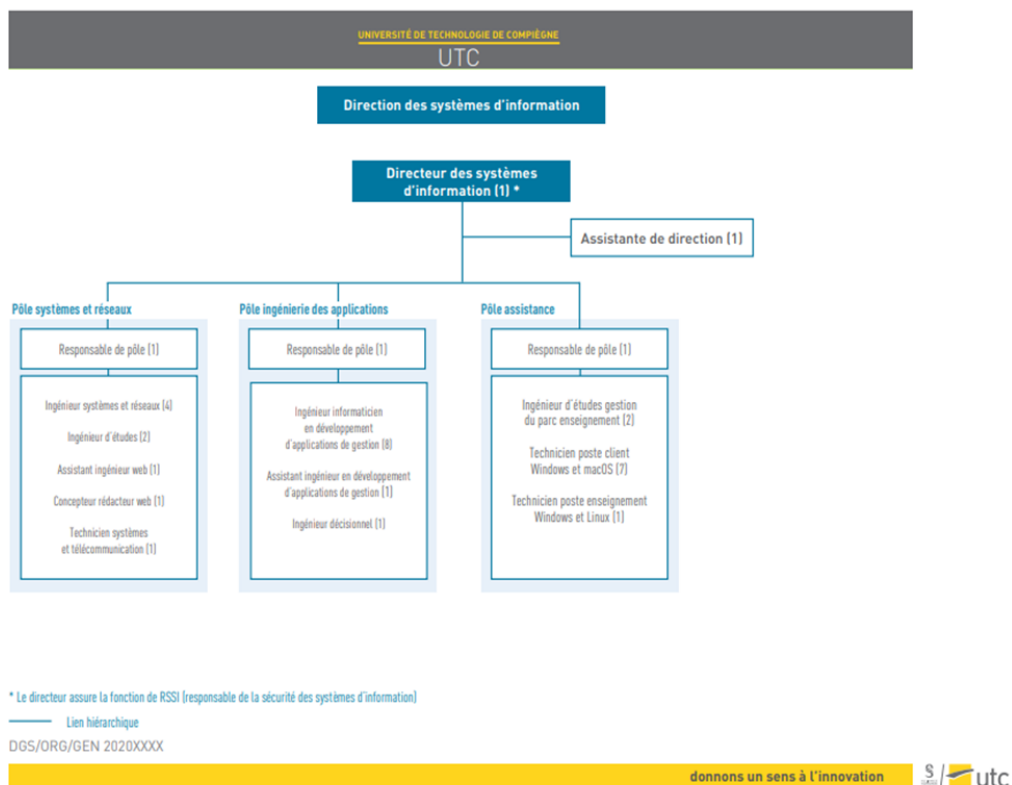 UNIVERSITÉ DE TECHNOLOGIE DE COMPIÈGNE
UTC
Direction des systèmes d'information
Directeur des systèmes
d'information (1) *
Assistante de direction (1)
Pôle systèmes et réseaux
Responsable de pôle (1)
Ingénieur systèmes et réseaux (4)
Ingénieur d'études (2)
Assistant ingénieur web (1)
Concepteur rédacteur web (1)
Technicien systèmes
et télécommunication (1)
Pôle ingénierie des applications
Responsable de pôle (1)
Ingénieur informaticien
en développement
d'applications de gestion (8)
Assistant ingénieur en développement
d'applications de gestion (1)
Ingénieur décisionnel (1)
Pôle assistance
Responsable de pôle (1)
Ingénieur d'études gestion
du parc enseignement (2)
Technicien poste client
Windows et macOS (7)
Technicien poste enseignement
Windows et Linux (1)
* Le directeur assure la fonction de RSSI (responsable de la sécurité des systèmes d'information)
Lien hiérarchique
DGS/ORG/GEN 2020XXXX
donnons un sens à l'innovation
S
utc